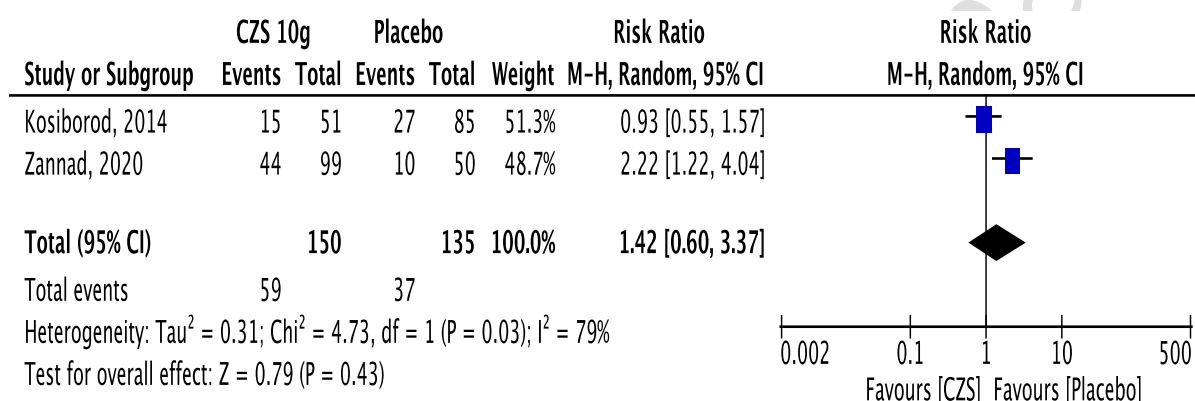 CZS 10g Placebo Risk Ratio Risk Ratio
Study or Subgroup Events Total Events Total Weight M-H, Random, 95% CI M-H, Random, 95% CI
Kosiborod, 2014 15 51 27 85 51.3% 0.93 [0.55, 1.57]
Zannad, 2020 44 99 10 50 48.7% 2.22 [1.22, 4.04]
Total (95% CI) 150 135 100.0% 1.42 [0.60, 3.37]
Total events 59 37
Heterogeneity: Tau² = 0.31; Chi² = 4.73, df = 1 (P = 0.03); I² = 79%
Test for overall effect: Z = 0.79 (P = 0.43)
0.002 0.1 1 10 500
Favours [CZS] Favours [Placebo]